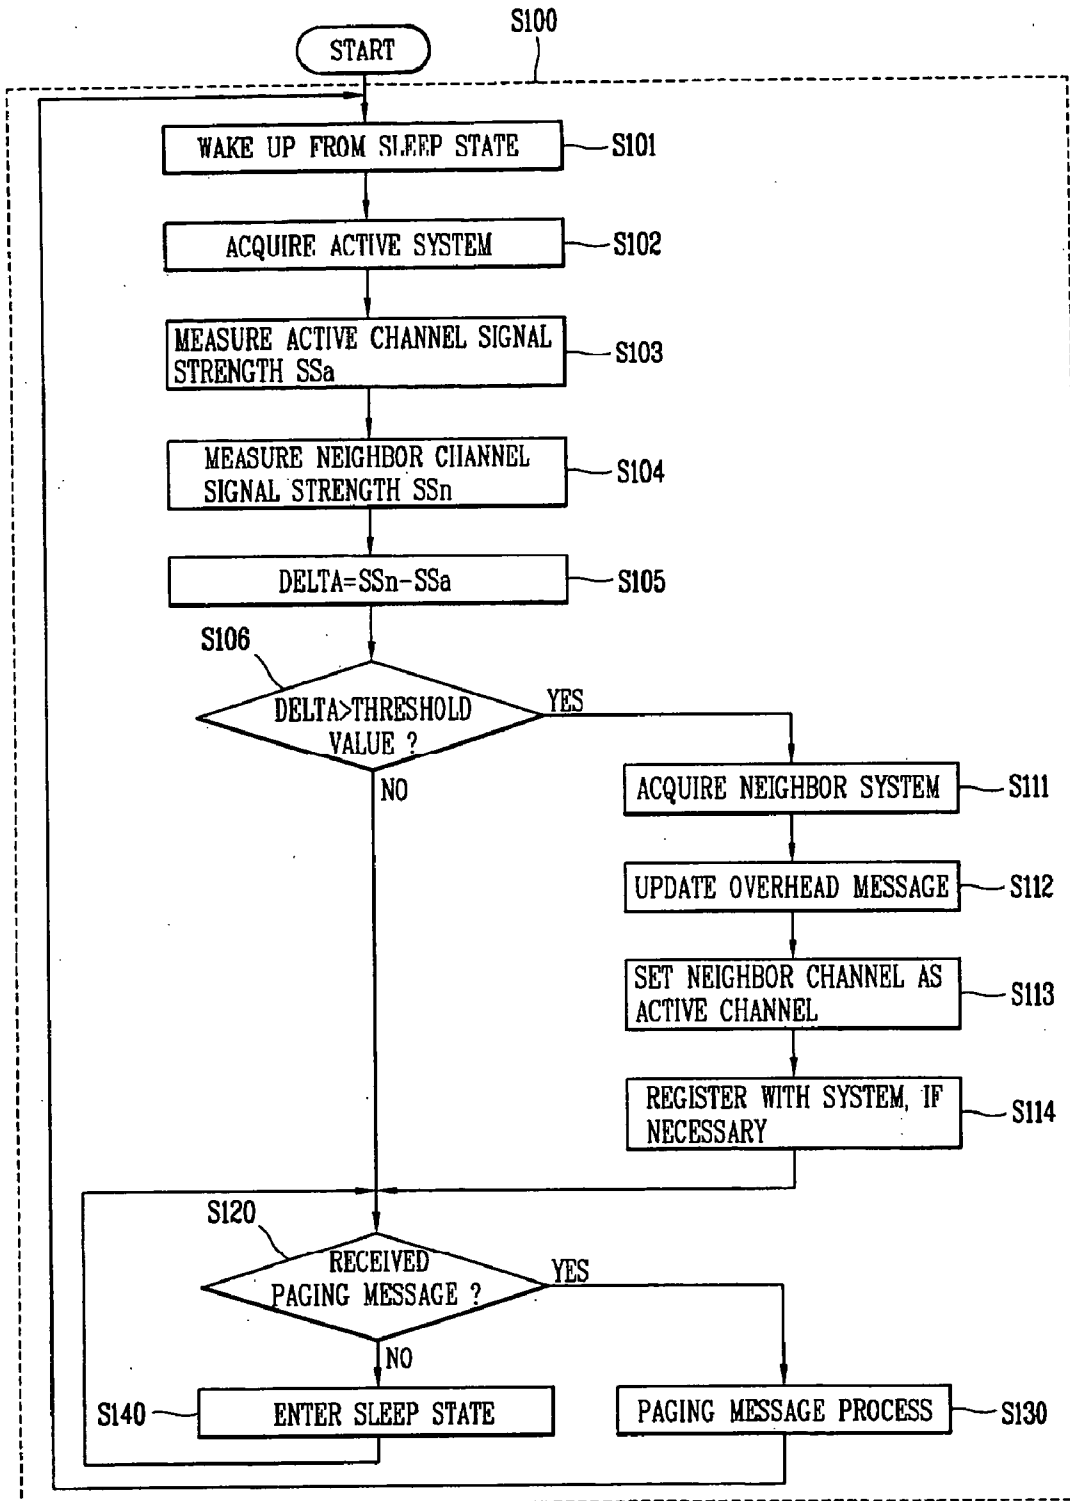 S100
START
WAKE UP FROM SLEEP STATE
S101
ACQUIRE ACTIVE SYSTEM
S102
MEASURE ACTIVE CHANNEL SIGNAL
STRENGTH SSa
S103
MEASURE NEIGHBOR CHANNEL
SIGNAL STRENGTH SSn
S104
DELTA=SSn-SSa
S105
S106
DELTA>THRESHOLD
VALUE ?
YES
NO
ACQUIRE NEIGHBOR SYSTEM
S111
UPDATE OVERHEAD MESSAGE
S112
SET NEIGHBOR CHANNEL AS
ACTIVE CHANNEL
S113
REGISTER WITH SYSTEM, IF
NECESSARY
S114
S120
RECEIVED
PAGING MESSAGE ?
YES
NO
S140
ENTER SLEEP STATE
PAGING MESSAGE PROCESS
S130